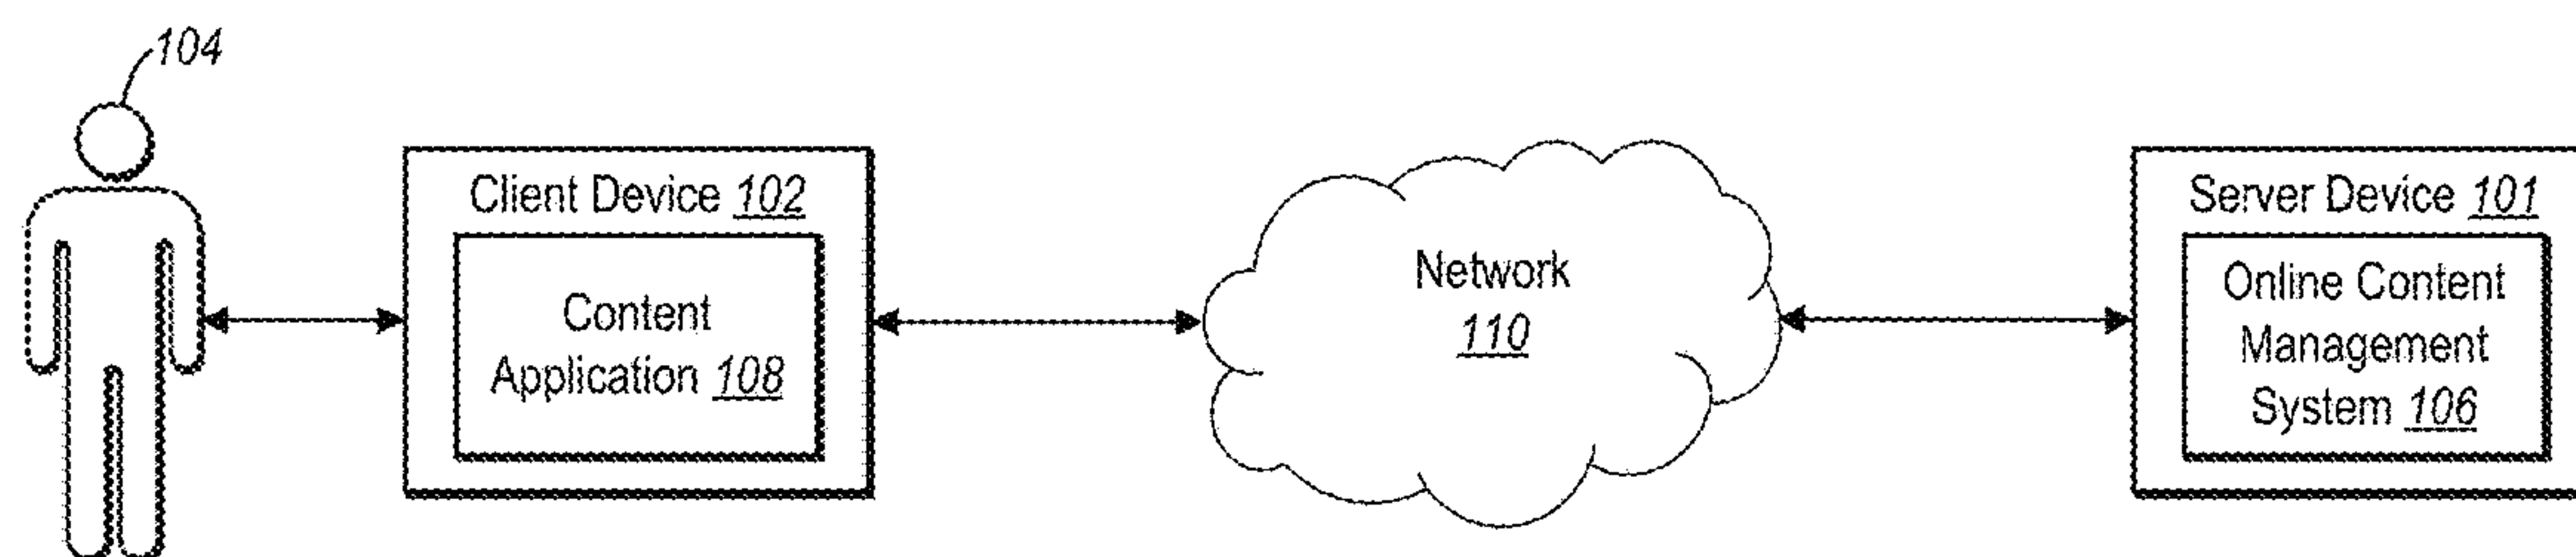 104
Client Device 102
Content
Application 108
Network
110
Server Device 101
Online Content
Management
System 106